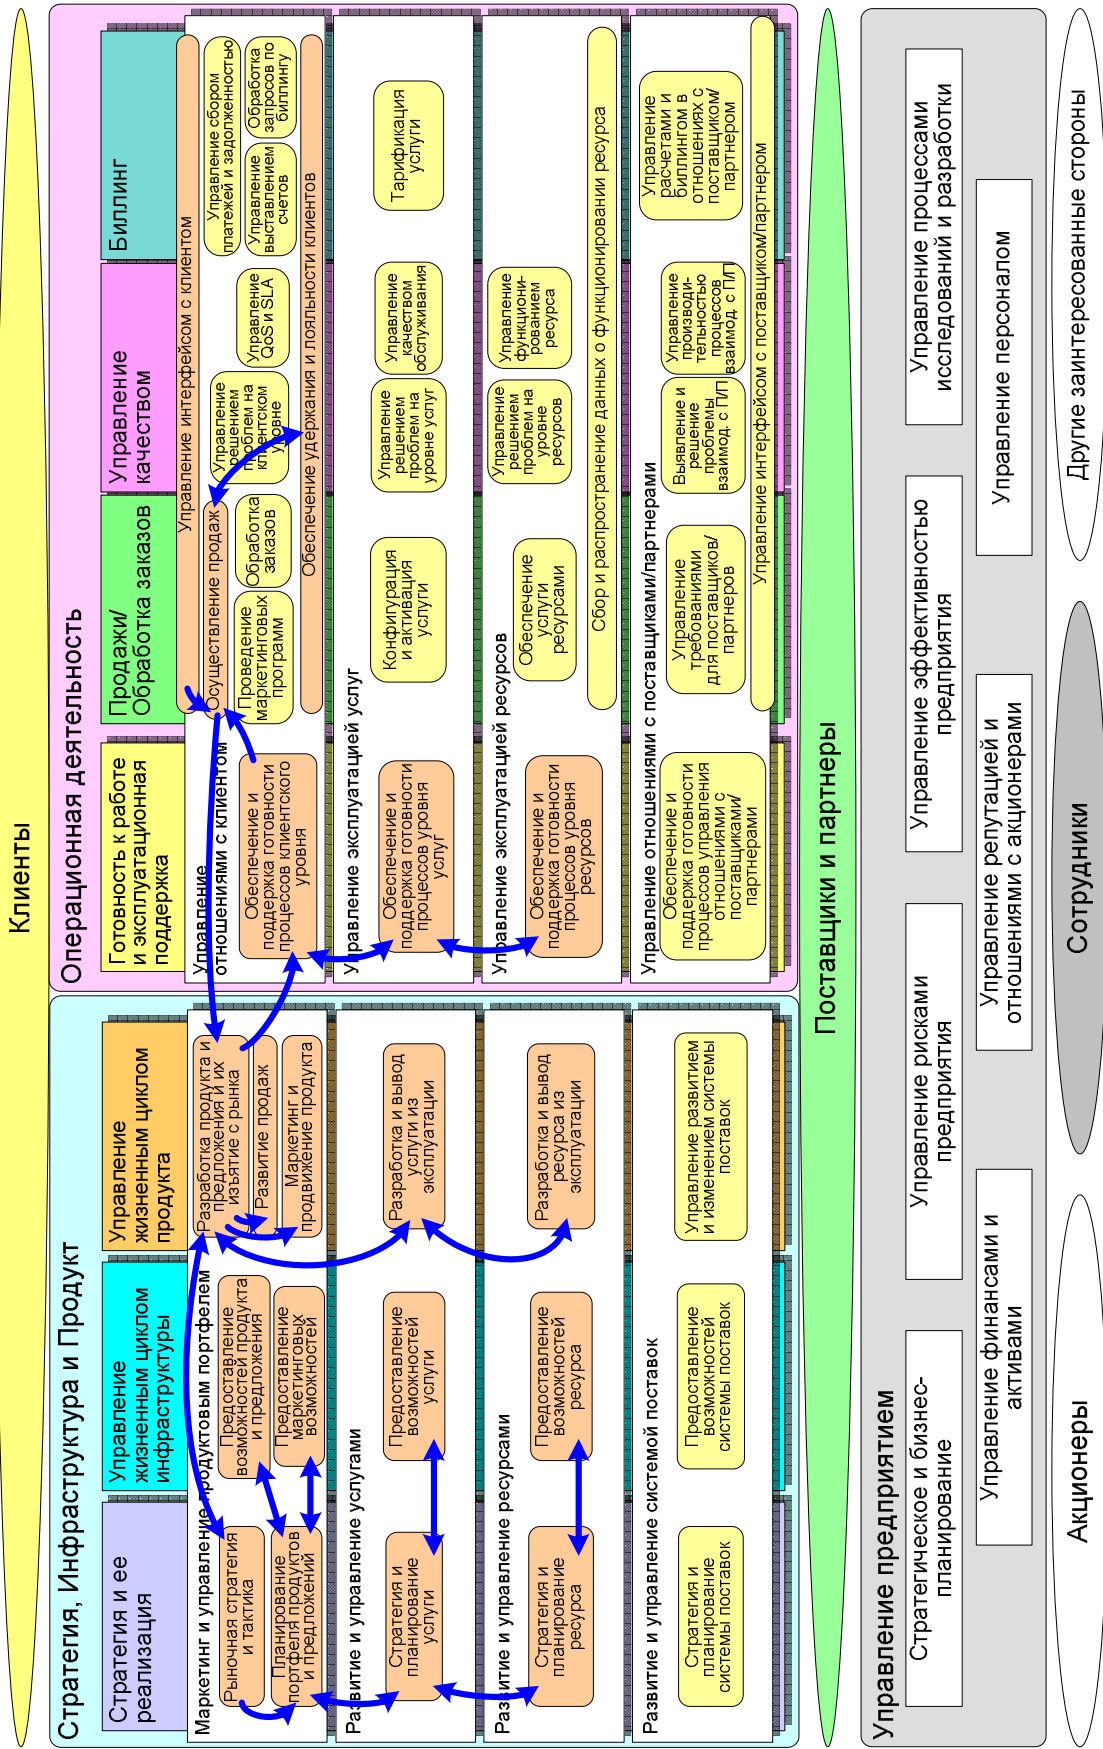 Клиенты
Стратегия, Инфраструктура и Продукт
Стратегия и ее
реализация
Управление
жизненным циклом
инфраструктуры
Управление
жизненным циклом
продукта
Маркетинг и управление продуктовым портфелем
Рыночная стратегия
и тактика
Планирование
портфеля продуктов
и предложений
Предоставление
возможностей продукта
и предложения
Предоставление
маркетинговых
возможностей
Разработка продукта и
предложения и их
изъятие с рынка
Развитие продаж
Маркетинг и
продвижение продукта
Развитие и управление услугами
Стратегия и
планирование
услуги
Предоставление
возможностей
услуги
Разработка и вывод
услуги из
эксплуатации
Развитие и управление ресурсами
Стратегия и
планирование
ресурса
Предоставление
возможностей
ресурса
Разработка и вывод
ресурса из
эксплуатации
Развитие и управление системой поставок
Стратегия и
планирование
системы поставок
Предоставление
возможностей
системы поставок
Управление развитием
и изменением системы
поставок
Операционная деятельность
Готовность к работе
и эксплуатационная
поддержка
Продажи/
Обработка заказов
Управление
качеством
Биллинг
Управление
отношениями с клиентом
Управление интерфейсом с клиентом
Обеспечение и
поддержка готовности
процессов клиентского
уровня
Осуществление продаж
Проведение
маркетинговых
программ
Обработка
заказов
Управление
решением
проблем на
клиентском
уровне
Управление
QoS и SLA
Управление сбором
платежей и задолженностью
Управление
выставлением
счетов
Обработка
запросов по
биллингу
Обеспечение удержания и лояльности клиентов
Управление эксплуатацией услуг
Обеспечение и
поддержка готовности
процессов уровня
услуг
Конфигурация
и активация
услуги
Управление
решением
проблем на
уровне услуг
Управление
качеством
обслуживания
Тарификация
услуги
Управление эксплуатацией ресурсов
Обеспечение и
поддержка готовности
процессов уровня
ресурсов
Обеспечение
услуги
ресурсами
Управление
решением
проблем на
уровне
ресурсов
Управление
функциони-
рованием
ресурса
Сбор и распространение данных о функционировании ресурса
Управление отношениями с поставщиками/партнерами
Обеспечение и
поддержка готовности
процессов управления
отношениями с
поставщиками/
партнерами
Управление
требованиями
для поставщиков/
партнеров
Выявление и
решение
проблемы
взаимод. с П/П
Управление
производи-
тельностью
процессов
взаимод. с П/П
Управление
расчетами и
биллингом в
отношениях с
поставщиком/
партнером
Управление интерфейсом с поставщиком/партнером
Поставщики и партнеры
Управление предприятием
Стратегическое и бизнес-
планирование
Управление рисками
предприятия
Управление эффективностью
предприятия
Управление процессами
исследований и разработки
Управление финансами и
активами
Управление репутацией и
отношениями с акционерами
Управление персоналом
Акционеры
Сотрудники
Другие заинтересованные стороны